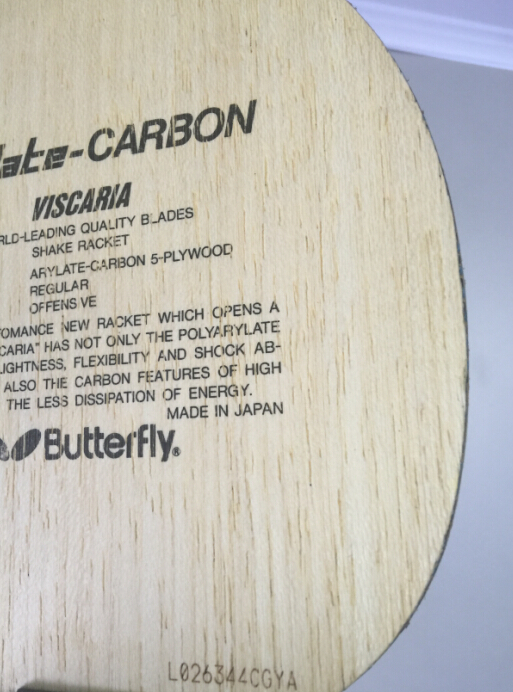 late-CARBON
VISCARIA
RLD-LEADING QUALITY BLADES
SHAKE RACKET
ARYLATE-CARBON 5-PLYWOOD
REGULAR
OFFENSIVE
OMANCE NEW RACKET WHICH OPENS A
CARIA" HAS NOT ONLY THE POLYARYLATE
LIGHTNESS, FLEXIBILITY AND SHOCK AB-
ALSO THE CARBON FEATURES OF HIGH
THE LESS DISSIPATION OF ENERGY.
MADE IN JAPAN
Butterfly®
L026344CGYA